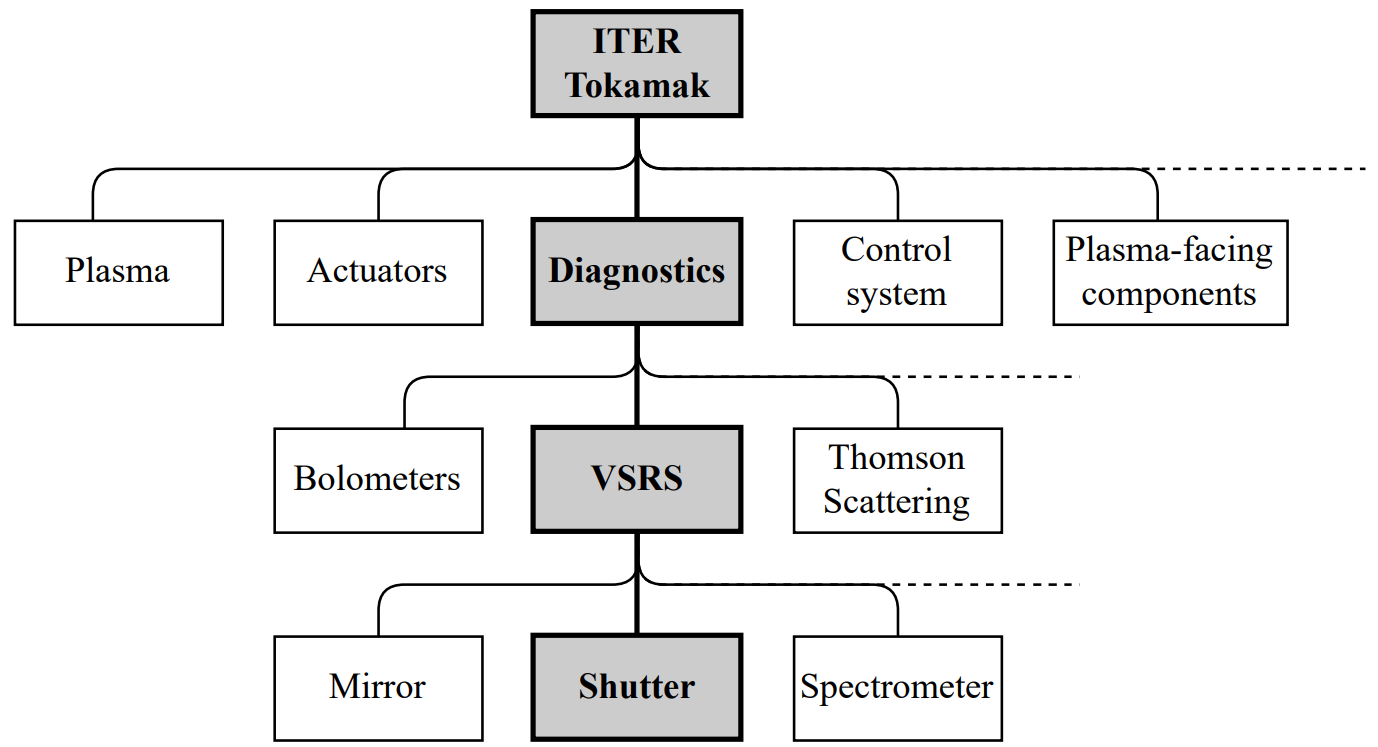 ITER
Tokamak
Plasma
Actuators
Diagnostics
Control
system
Plasma-facing
components
Bolometers
VSRS
Thomson
Scattering
Mirror
Shutter
Spectrometer